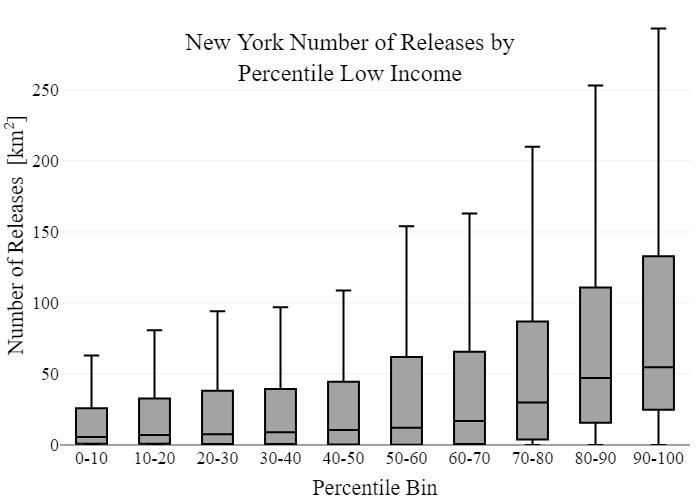 New York Number of Releases by
Percentile Low Income
Number of Releases [km²]
250
200
150
100
50
0
0-10 10-20 20-30 30-40 40-50 50-60 60-70 70-80 80-90 90-100
Percentile Bin